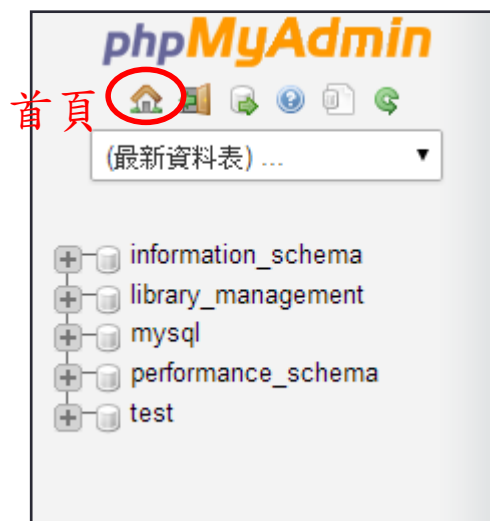 phpMyAdmin
首頁
(最新資料表) ...
information_schema
library_management
mysql
performance_schema
test